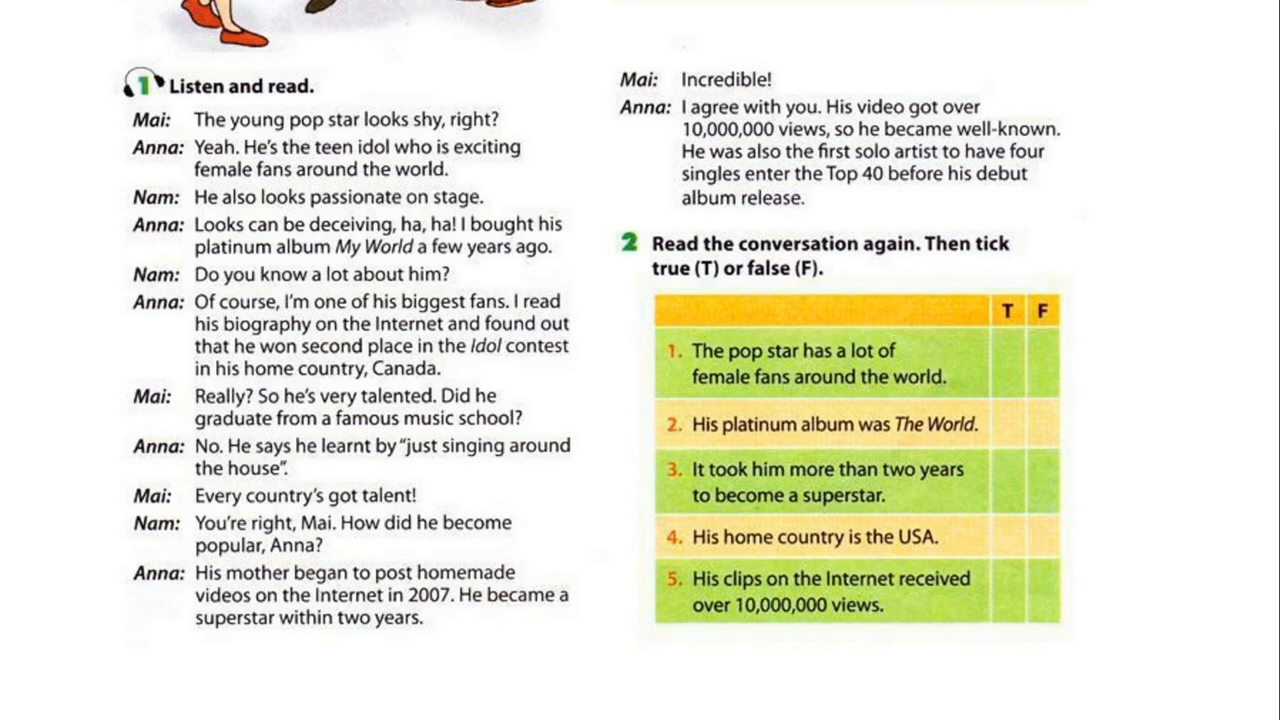 1 Listen and read.
Mai: The young pop star looks shy, right?
Anna: Yeah. He's the teen idol who is exciting
female fans around the world.
Nam: He also looks passionate on stage.
Anna: Looks can be deceiving, ha, ha! I bought his
platinum album My World a few years ago.
Nam: Do you know a lot about him?
Anna: Of course, I'm one of his biggest fans. I read
his biography on the Internet and found out
that he won second place in the Idol contest
in his home country, Canada.
Mai: Really? So he's very talented. Did he
graduate from a famous music school?
Anna: No. He says he learnt by "just singing around
the house".
Mai: Every country's got talent!
Nam: You're right, Mai. How did he become
popular, Anna?
Anna: His mother began to post homemade
videos on the Internet in 2007. He became a
superstar within two years.
Mai: Incredible!
Anna: I agree with you. His video got over
10,000,000 views, so he became well-known.
He was also the first solo artist to have four
singles enter the Top 40 before his debut
album release.
2 Read the conversation again. Then tick
true (T) or false (F).
T F
1. The pop star has a lot of
female fans around the world.
2. His platinum album was The World.
3. It took him more than two years
to become a superstar.
4. His home country is the USA.
5. His clips on the Internet received
over 10,000,000 views.